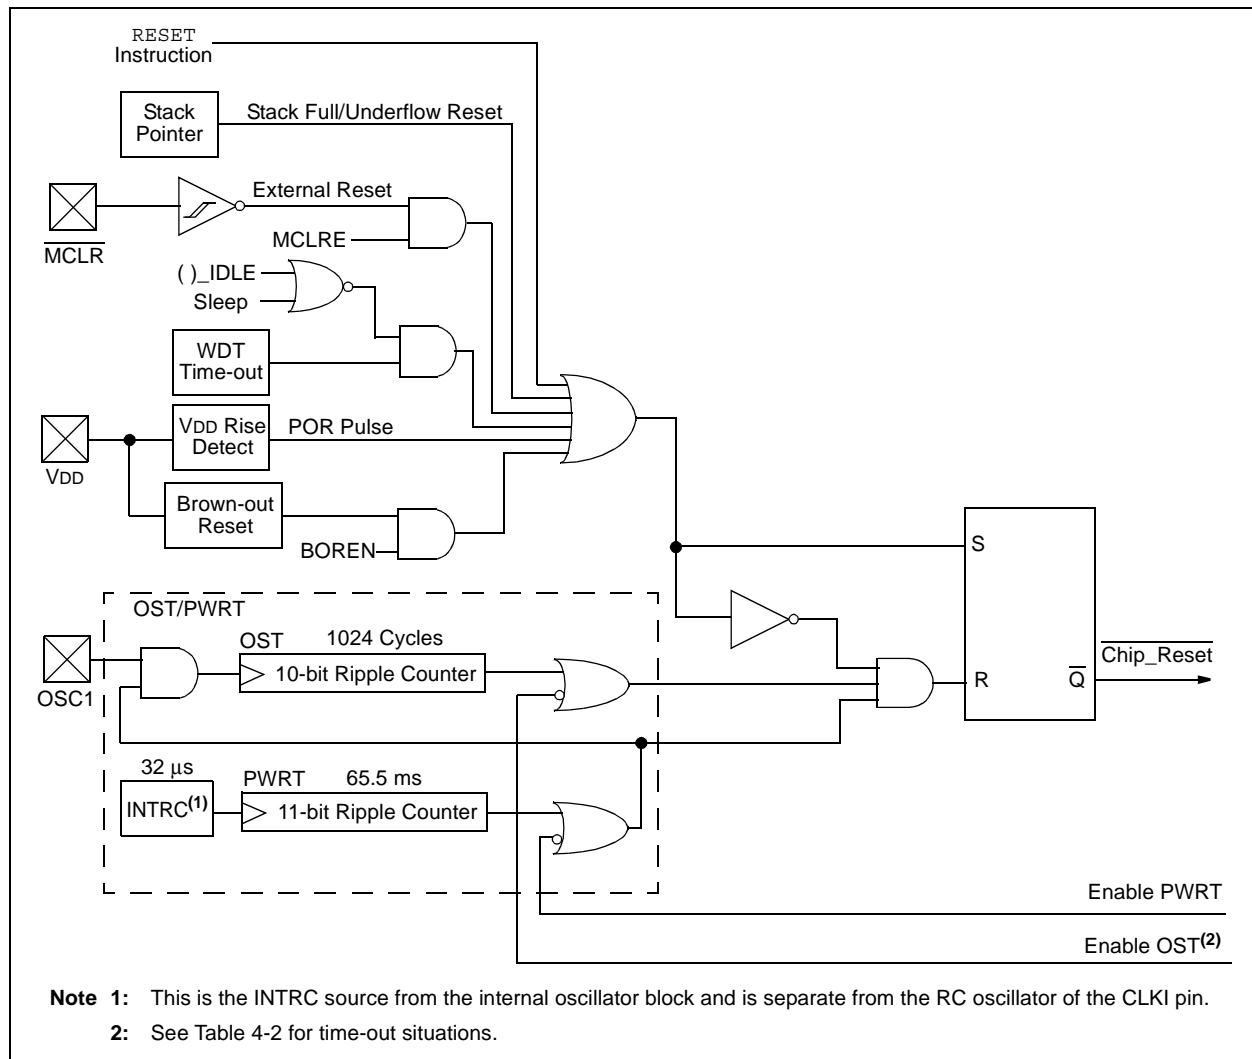 RESET
Instruction
Stack
Pointer
Stack Full/Underflow Reset
External Reset
MCLR
MCLRE
( )_IDLE
Sleep
WDT
Time-out
VDD Rise
Detect
POR Pulse
VDD
Brown-out
Reset
BOREN
S
OST/PWRT
OST
1024 Cycles
10-bit Ripple Counter
OSC1
R
Q
Chip_Reset
32 μs
INTRC(1)
PWRT
65.5 ms
11-bit Ripple Counter
Enable PWRT
Enable OST(2)
Note 1: This is the INTRC source from the internal oscillator block and is separate from the RC oscillator of the CLKI pin.
2: See Table 4-2 for time-out situations.